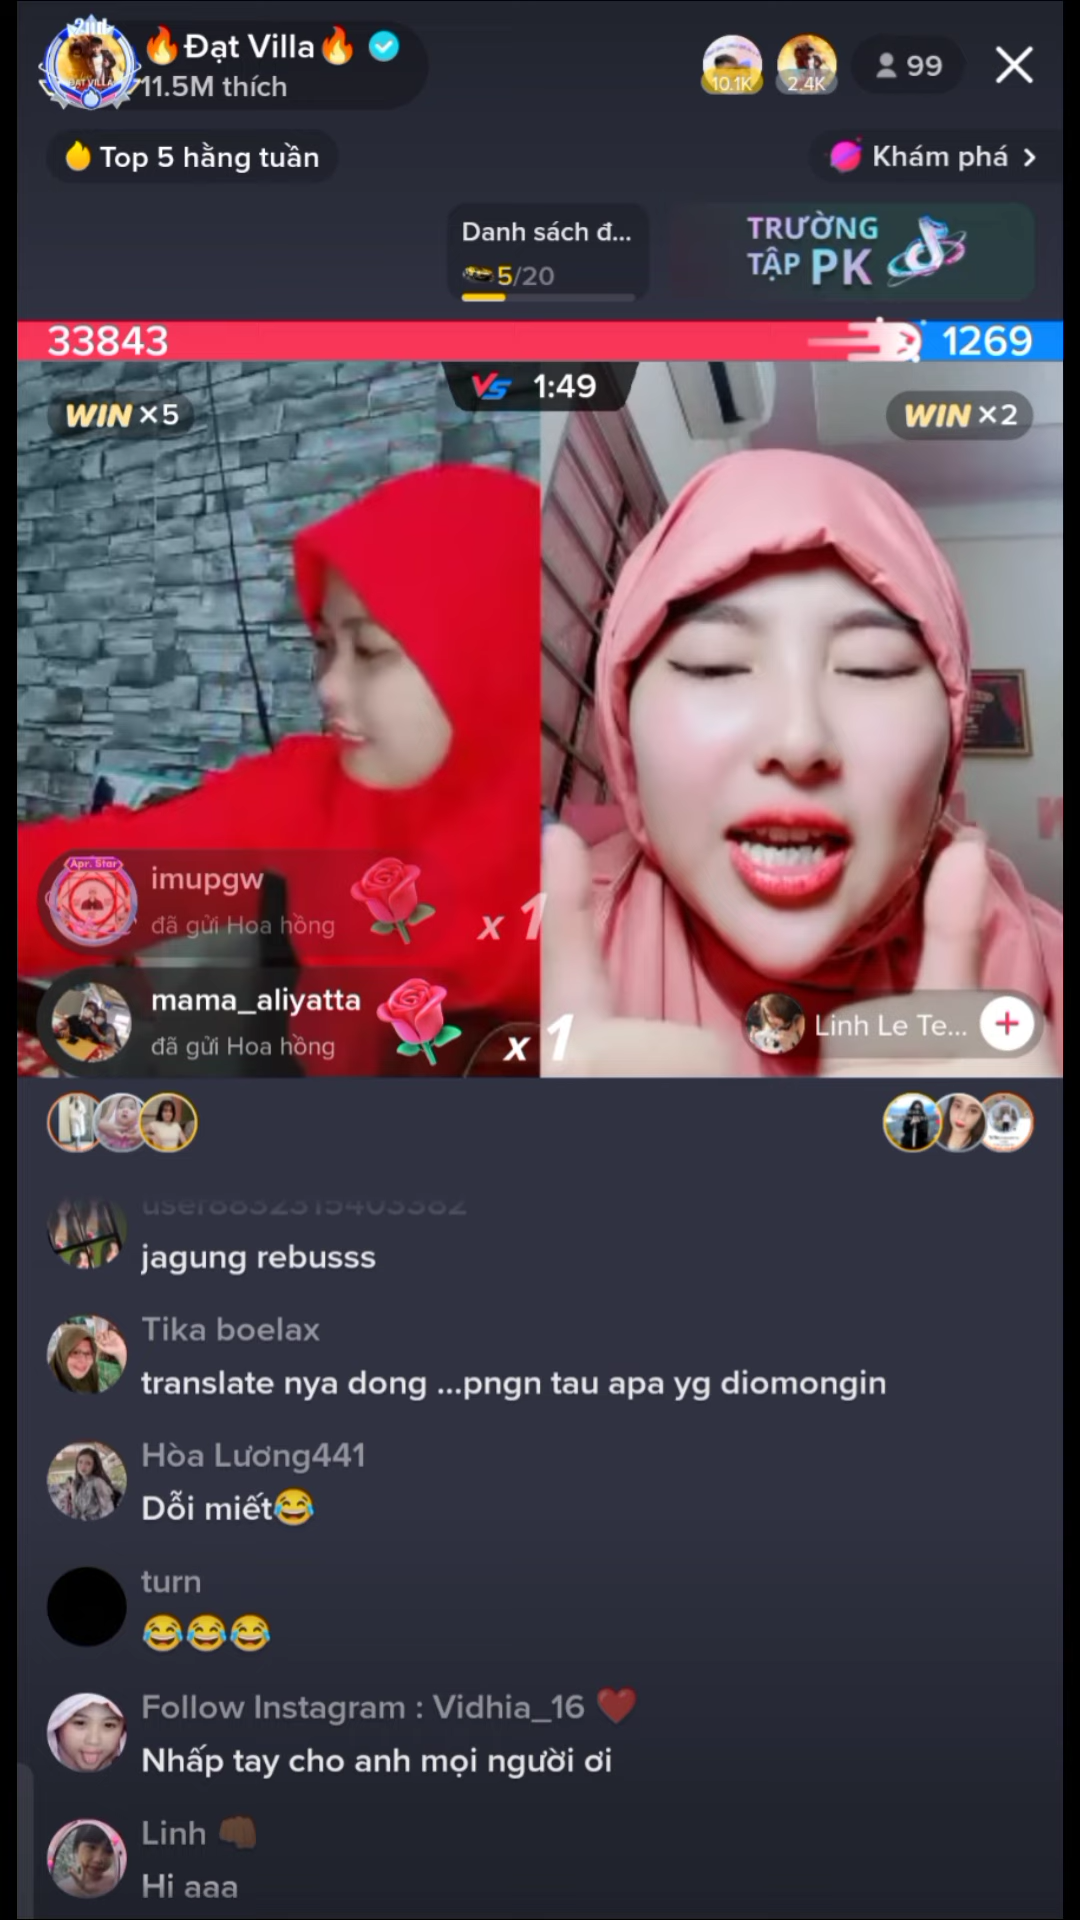 🔥Đạt Villa🔥
11.5M thích
10.1K
2.4K
99
Top 5 hằng tuần
Khám phá
Danh sách đ...
5/20
TRƯỜNG
TẬP PK
33843
1269
VS 1:49
WIN ×5
WIN ×2
Apr. Star
imupgw
đã gửi Hoa hồng
x 1
mama_aliyatta
đã gửi Hoa hồng
x 1
Linh Le Te...
user8832315403382
jagung rebusss
Tika boelax
translate nya dong ...pngn tau apa yg diomongin
Hòa Lương441
Dỗi miết😂
turn
😂😂😂
Follow Instagram : Vidhia_16 ❤️
Nhấp tay cho anh mọi người ơi
Linh 👊🏾
Hi aaa